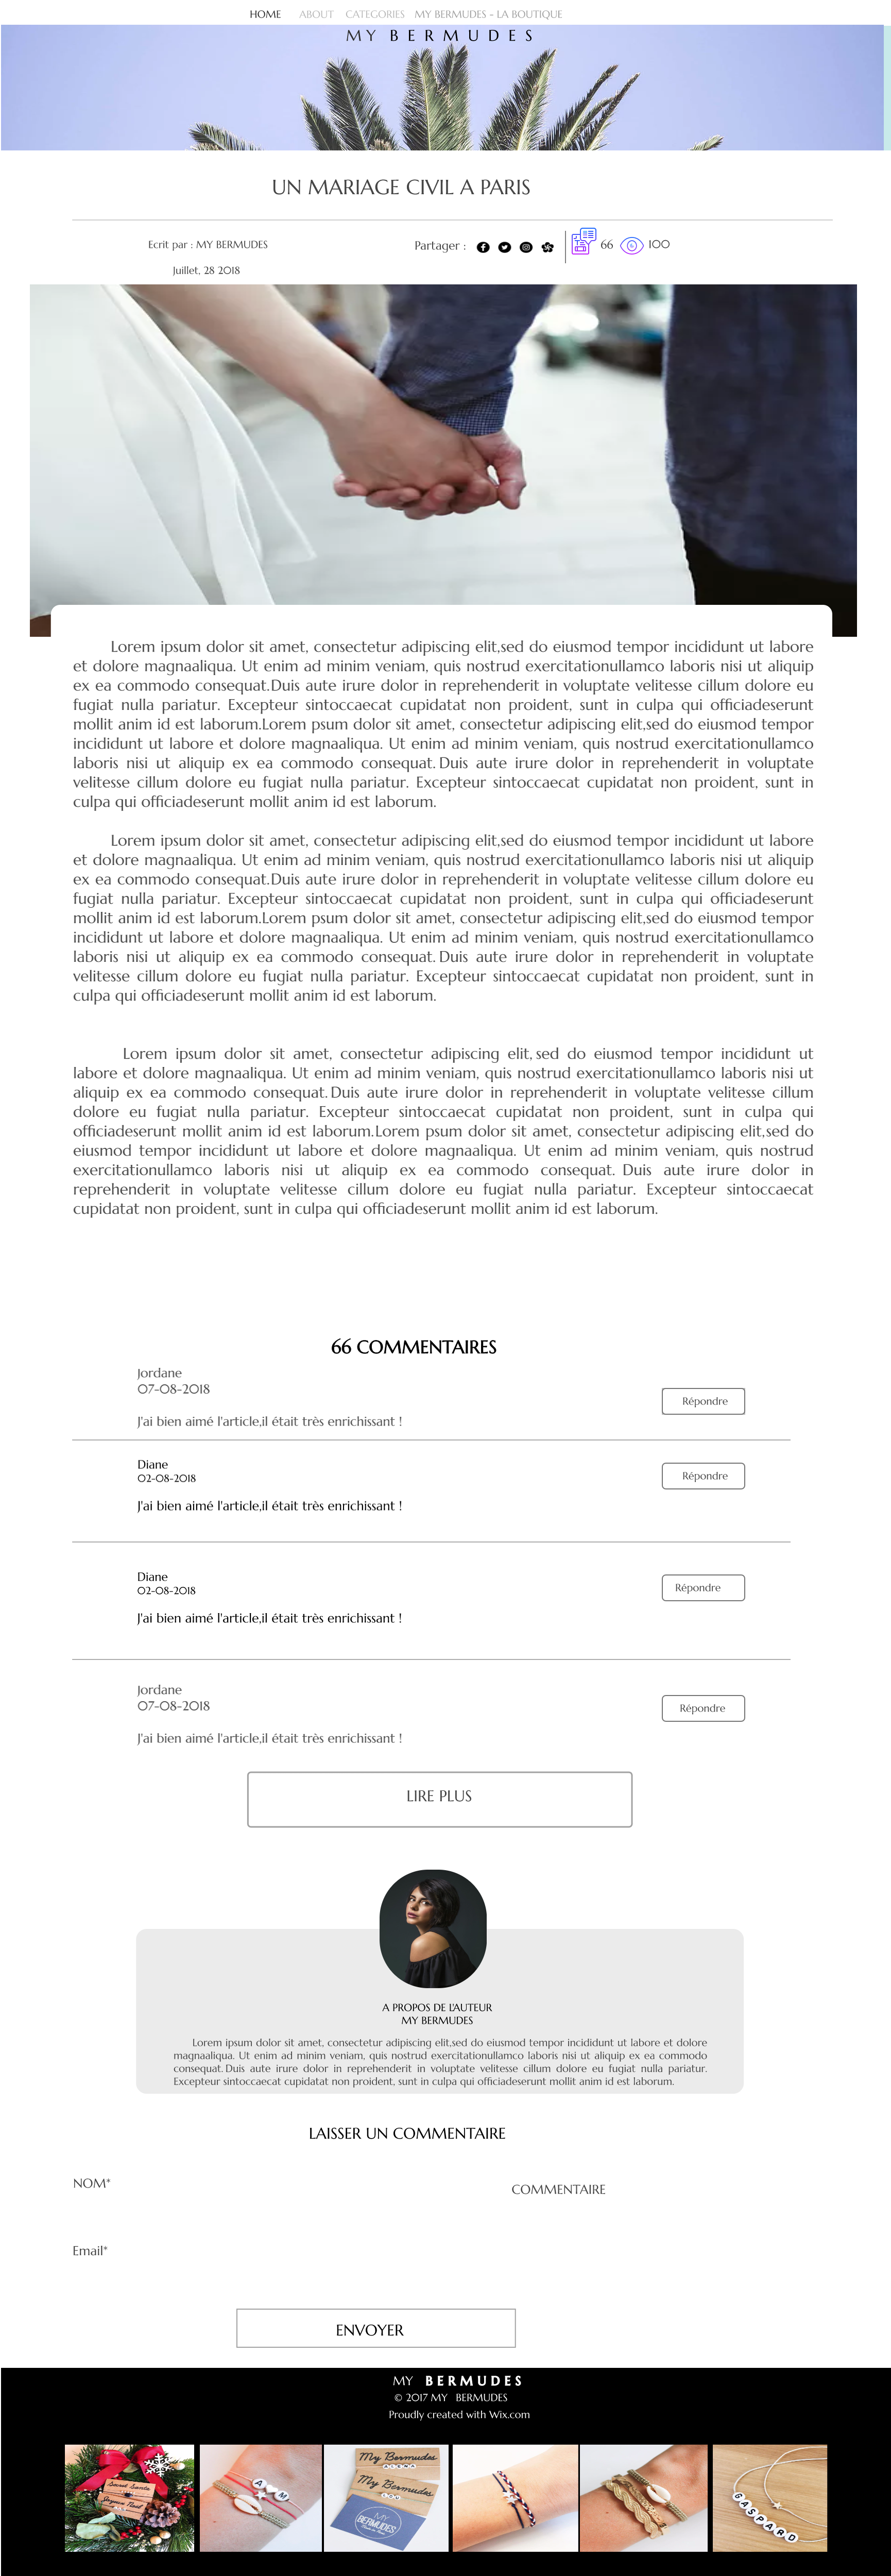 HOME ABOUT CATEGORIES MY BERMUDES - LA BOUTIQUE
MY BERMUDES
UN MARIAGE CIVIL A PARIS
Ecrit par : MY BERMUDES
Partager : 66 100
Juillet, 28 2018
Lorem ipsum dolor sit amet, consectetur adipiscing elit,sed do eiusmod tempor incididunt ut labore
et dolore magnaaliqua. Ut enim ad minim veniam, quis nostrud exercitationullamco laboris nisi ut aliquip
ex ea commodo consequat.Duis aute irure dolor in reprehenderit in voluptate velitesse cillum dolore eu
fugiat nulla pariatur. Excepteur sintoccaecat cupidatat non proident, sunt in culpa qui officiadeserunt
mollit anim id est laborum.Lorem psum dolor sit amet, consectetur adipiscing elit,sed do eiusmod tempor
incididunt ut labore et dolore magnaaliqua. Ut enim ad minim veniam, quis nostrud exercitationullamco
laboris nisi ut aliquip ex ea commodo consequat. Duis aute irure dolor in reprehenderit in voluptate
velitesse cillum dolore eu fugiat nulla pariatur. Excepteur sintoccaecat cupidatat non proident, sunt in
culpa qui officiadeserunt mollit anim id est laborum.
Lorem ipsum dolor sit amet, consectetur adipiscing elit,sed do eiusmod tempor incididunt ut labore
et dolore magnaaliqua. Ut enim ad minim veniam, quis nostrud exercitationullamco laboris nisi ut aliquip
ex ea commodo consequat.Duis aute irure dolor in reprehenderit in voluptate velitesse cillum dolore eu
fugiat nulla pariatur. Excepteur sintoccaecat cupidatat non proident, sunt in culpa qui officiadeserunt
mollit anim id est laborum.Lorem psum dolor sit amet, consectetur adipiscing elit,sed do eiusmod tempor
incididunt ut labore et dolore magnaaliqua. Ut enim ad minim veniam, quis nostrud exercitationullamco
laboris nisi ut aliquip ex ea commodo consequat. Duis aute irure dolor in reprehenderit in voluptate
velitesse cillum dolore eu fugiat nulla pariatur. Excepteur sintoccaecat cupidatat non proident, sunt in
culpa qui officiadeserunt mollit anim id est laborum.
Lorem ipsum dolor sit amet, consectetur adipiscing elit, sed do eiusmod tempor incididunt ut
labore et dolore magnaaliqua. Ut enim ad minim veniam, quis nostrud exercitationullamco laboris nisi ut
aliquip ex ea commodo consequat. Duis aute irure dolor in reprehenderit in voluptate velitesse cillum
dolore eu fugiat nulla pariatur. Excepteur sintoccaecat cupidatat non proident, sunt in culpa qui
officiadeserunt mollit anim id est laborum.Lorem psum dolor sit amet, consectetur adipiscing elit,sed do
eiusmod tempor incididunt ut labore et dolore magnaaliqua. Ut enim ad minim veniam, quis nostrud
exercitationullamco laboris nisi ut aliquip ex ea commodo consequat. Duis aute irure dolor in
reprehenderit in voluptate velitesse cillum dolore eu fugiat nulla pariatur. Excepteur sintoccaecat
cupidatat non proident, sunt in culpa qui officiadeserunt mollit anim id est laborum.
66 COMMENTAIRES
Jordane
07-08-2018
Répondre
J'ai bien aimé l'article,il était très enrichissant !
Diane
02-08-2018
Répondre
J'ai bien aimé l'article,il était très enrichissant !
Diane
02-08-2018
Répondre
J'ai bien aimé l'article,il était très enrichissant !
Jordane
07-08-2018
Répondre
J'ai bien aimé l'article,il était très enrichissant !
LIRE PLUS
A PROPOS DE L'AUTEUR
MY BERMUDES
Lorem ipsum dolor sit amet, consectetur adipiscing elit,sed do eiusmod tempor incididunt ut labore et dolore
magnaaliqua. Ut enim ad minim veniam, quis nostrud exercitationullamco laboris nisi ut aliquip ex ea commodo
consequat. Duis aute irure dolor in reprehenderit in voluptate velitesse cillum dolore eu fugiat nulla pariatur.
Excepteur sintoccaecat cupidatat non proident, sunt in culpa qui officiadeserunt mollit anim id est laborum.
LAISSER UN COMMENTAIRE
NOM*
COMMENTAIRE
Email*
ENVOYER
MY BERMUDES
© 2017 MY BERMUDES
Proudly created with Wix.com
Secret Santa
Joyeux Noël
A M
My Bermudes
My Bermudes
MY
BERMUDES
GASPARD